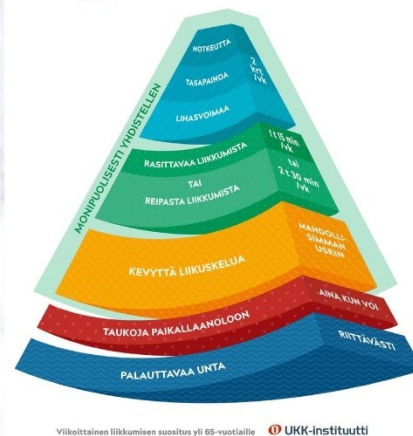 MONIPUOLISESTI YHDISTELLEN
NOTKEUTTA
TASAPAINOA
LIHASVOIMAA
2
krt
/vk
RASITTAVAA LIIKKUMISTA
TAI
REIPASTA LIIKKUMISTA
1 t 15 min
/vk
tai
2 t 30 min
/vk
KEVYTTÄ LIIKUSKELUA
MAHDOLLI-
SIMMAN
USEIN
TAUKOJA PAIKALLAANOLOON
AINA KUN VOI
PALAUTTAVAA UNTA
RIITTÄVÄSTI
Viikoittainen liikkumisen suositus yli 65-vuotiaille
UKK-instituutti